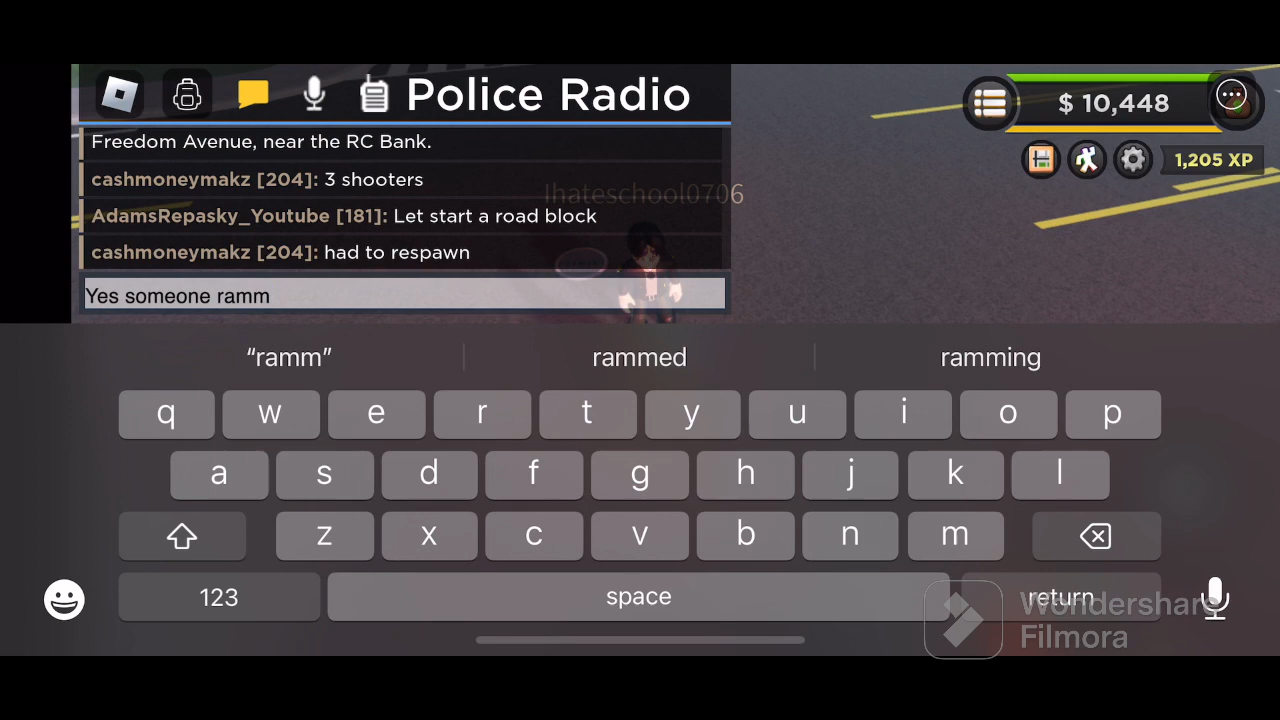 Police Radio
$ 10,448
Freedom Avenue, near the RC Bank.
1,205 XP
cashmoneymakz [204]: 3 shooters
Ihateschool0706
AdamsRepasky_Youtube [181]: Let start a road block
cashmoneymakz [204]: had to respawn
Yes someone ramm
“ramm” rammed ramming
q w e r t y u i o p
a s d f g h j k l
z x c v b n m
123 space return
Wondershare
Filmora